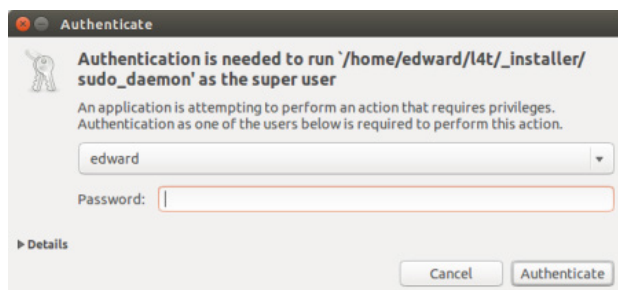 Authenticate
Authentication is needed to run `/home/edward/l4t/_installer/
sudo_daemon' as the super user
An application is attempting to perform an action that requires privileges.
Authentication as one of the users below is required to perform this action.
edward
Password:
Details
Cancel
Authenticate